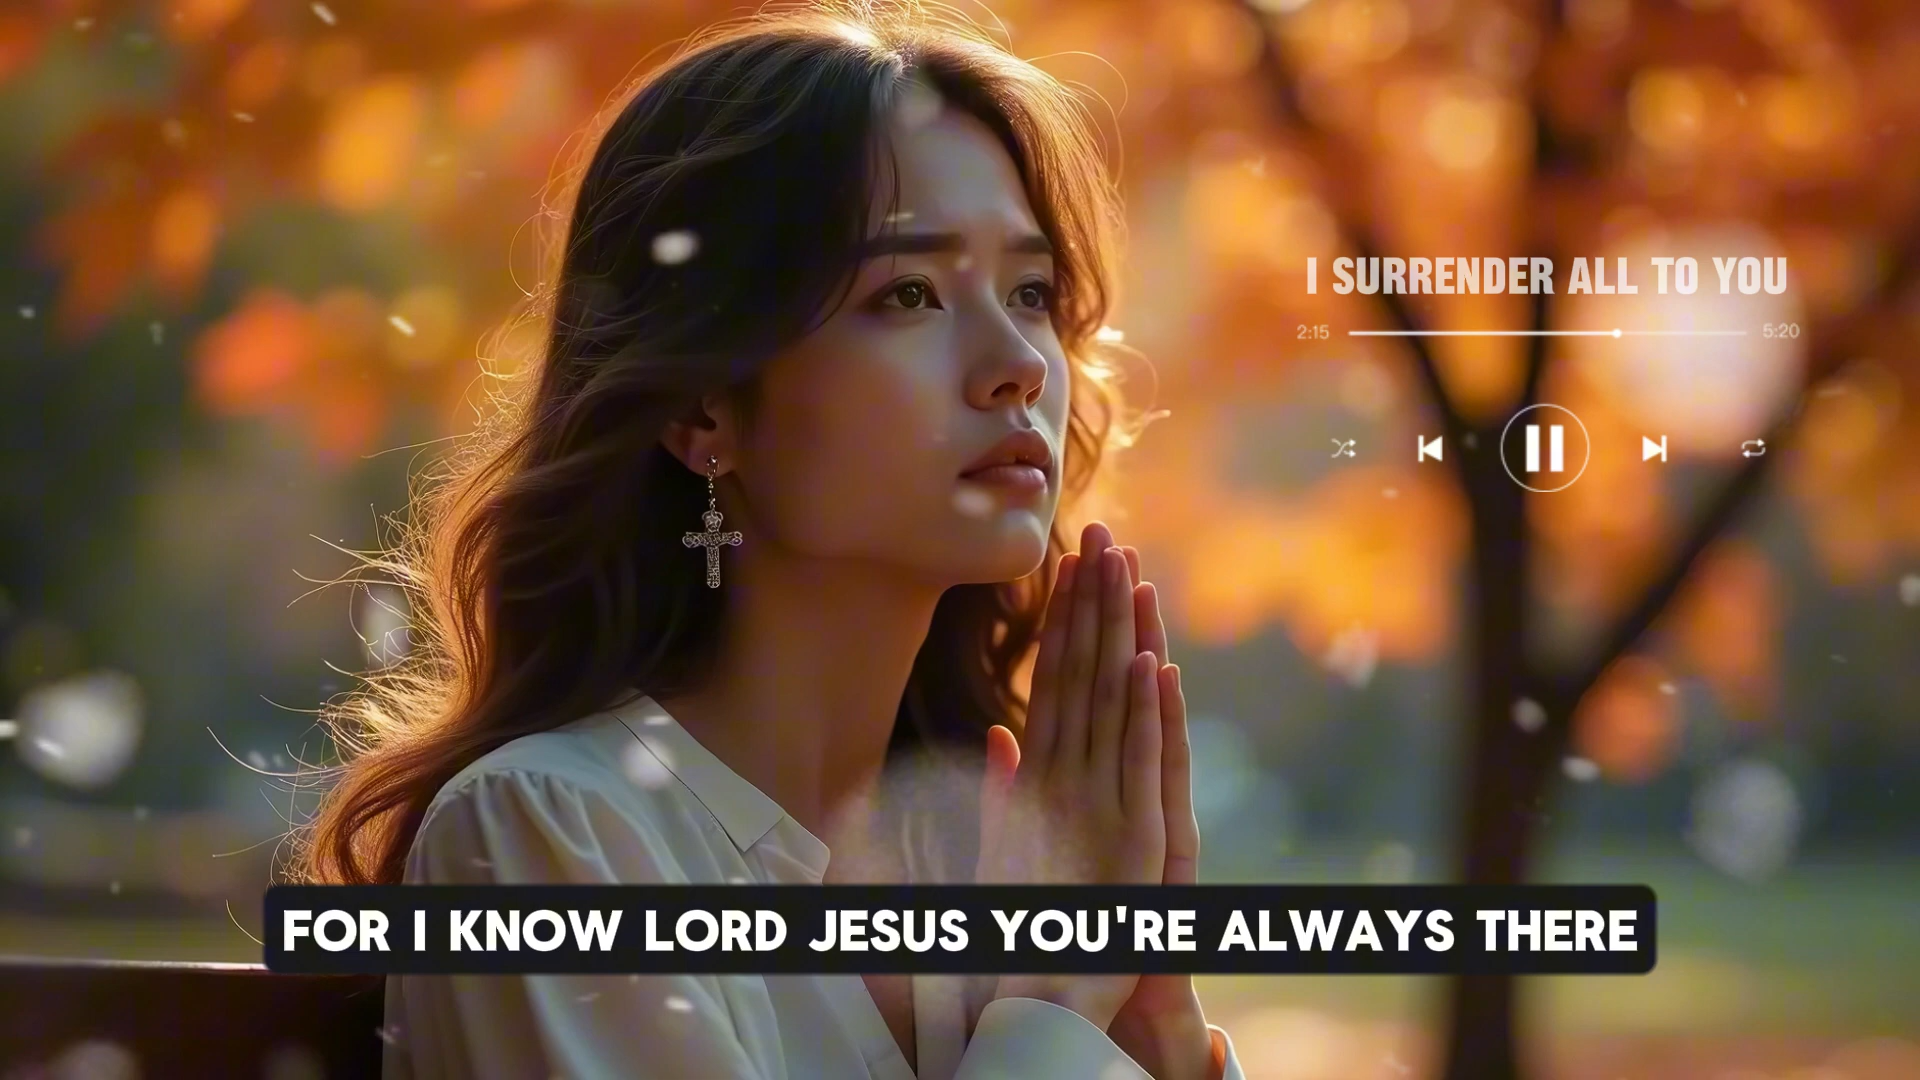 I SURRENDER ALL TO YOU
2:15 5:20
FOR I KNOW LORD JESUS YOU'RE ALWAYS THERE